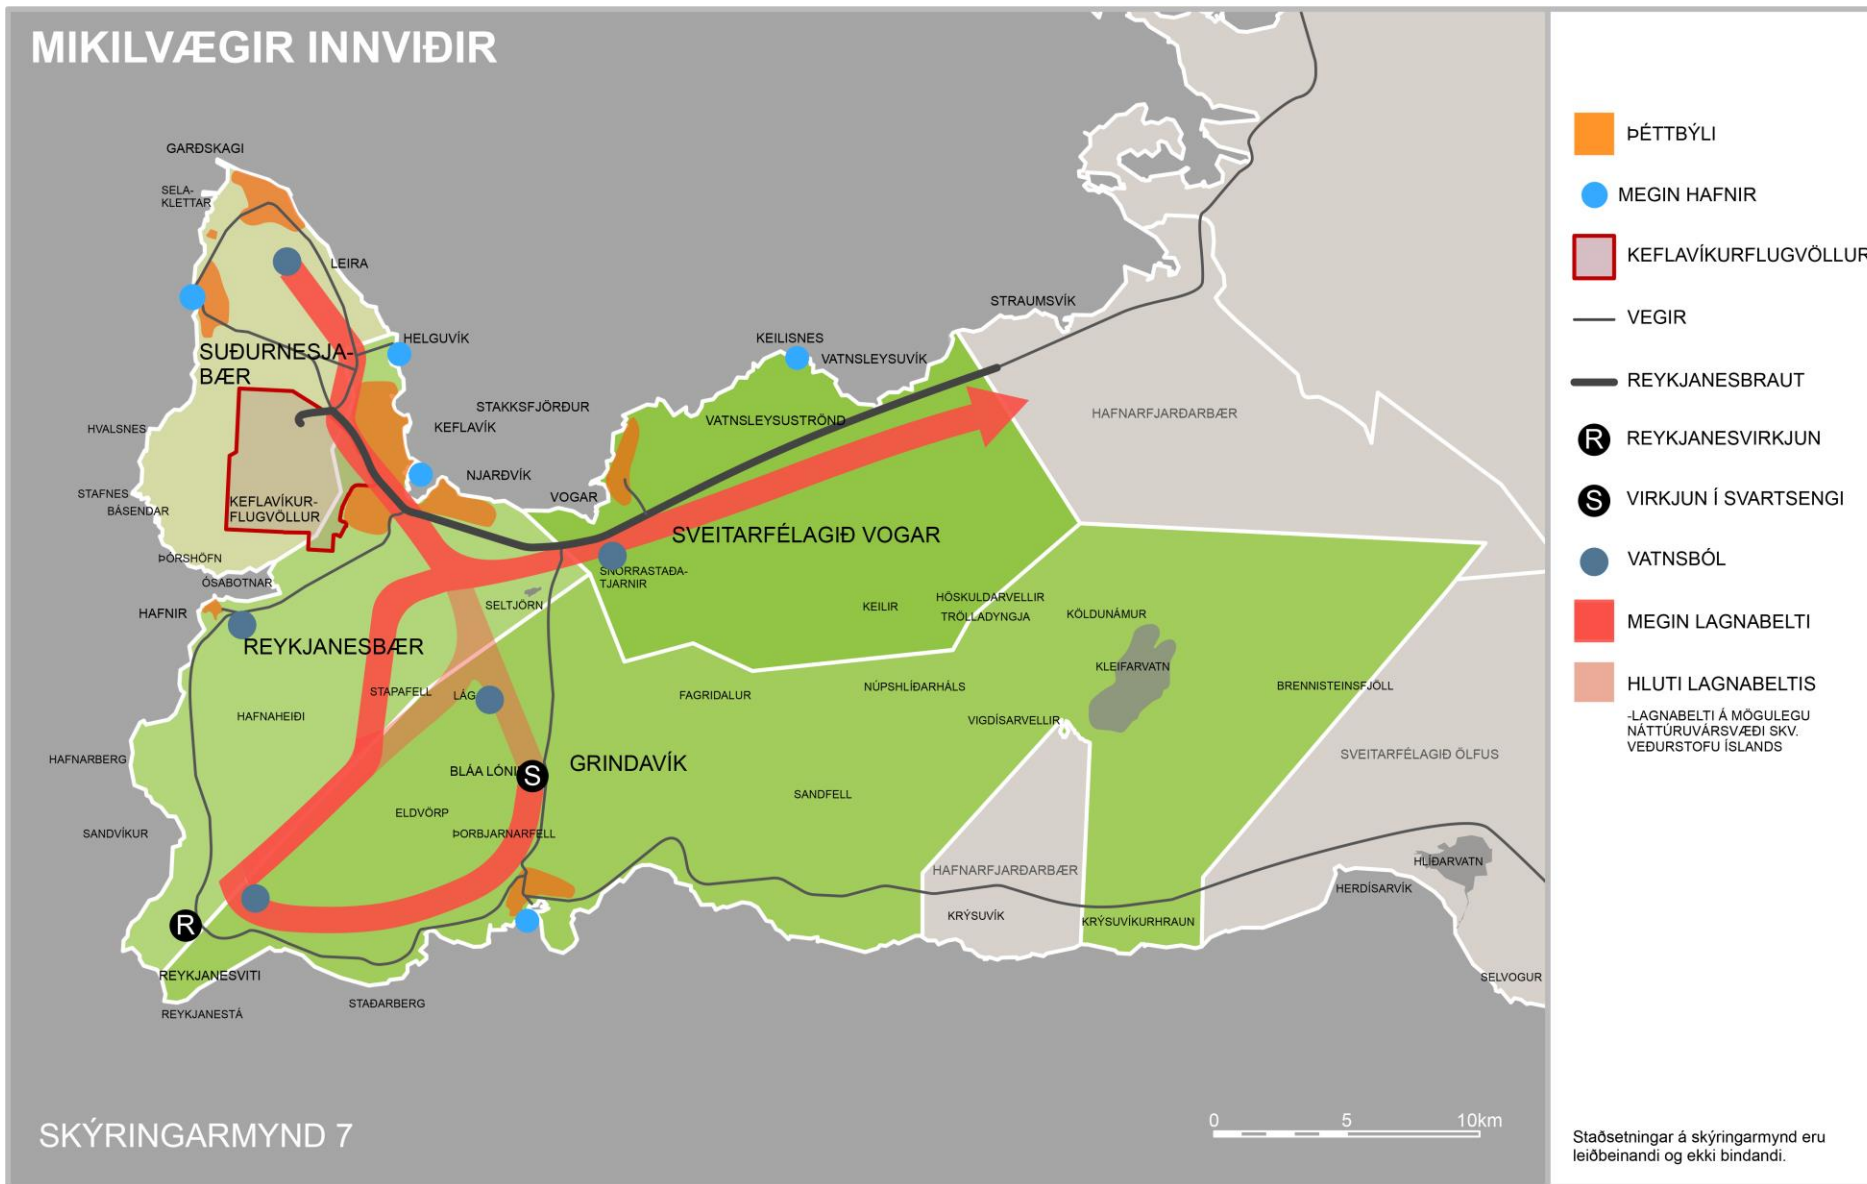 MIKILVÆGIR INNVIÐIR
GARÐSKAGI
SELA-
KLETTAR
LEIRA
HELGUVÍK
SUÐURNESJA-
BÆR
STAKKSFJÖRÐUR
KEFLAVÍK
HVALSNES
NJARÐVÍK
STAFNES
BÁSENDAR
KEFLAVÍKUR-
FLUGVÖLLUR
ÞÓRSHÖFN
ÓSABOTNAR
HAFNIR
REYKJANESBÆR
SELTJÖRN
STRAUMSVÍK
KEILISNES
VATNSLEYSUVÍK
VATNSLEYSUSTRÖND
HAFNARFJARÐARBÆR
VOGAR
SVEITARFÉLAGIÐ VOGAR
SNORRASTAÐA-
TJARNIR
KEILIR
HÖSKULDARVELLIR
TRÖLLADYNGJA
KÖLDUNÁMUR
KLEIFARVATN
STAPAFELL
LÁG
FAGRIDALUR
NÚPSHLÍÐARHÁLS
BRENNISTEINSFJÖLL
HAFNAHEIÐI
VIGDÍSARVELLIR
HAFNARBERG
BLÁA LÓNI
S
GRINDAVÍK
SVEITARFÉLAGIÐ ÖLFUS
SANDFELL
ELDVÖRP
SANDVÍKUR
ÞORBJARNARFELL
HLÍÐARVATN
HAFNARFJARÐARBÆR
HERDÍSARVÍK
R
KRÝSUVÍK
KRÝSUVÍKURHRAUN
REYKJANESVITI
SELVOGUR
STAÐARBERG
REYKJANESTÁ
SKÝRINGARMYND 7
0 5 10km
ÞÉTTBÝLI
MEGIN HAFNIR
KEFLAVÍKURFLUGVÖLLUR
VEGIR
REYKJANESBRAUT
R REYKJANESVIRKJUN
S VIRKJUN Í SVARTSENGI
VATNSBÓL
MEGIN LAGNABELTI
HLUTI LAGNABELTIS
-LAGNABELTI Á MÖGULEGU
NÁTTÚRUVÁRSVÆÐI SKV.
VEÐURSTOFU ÍSLANDS
Staðsetningar á skýringarmynd eru
leiðbeinandi og ekki bindandi.